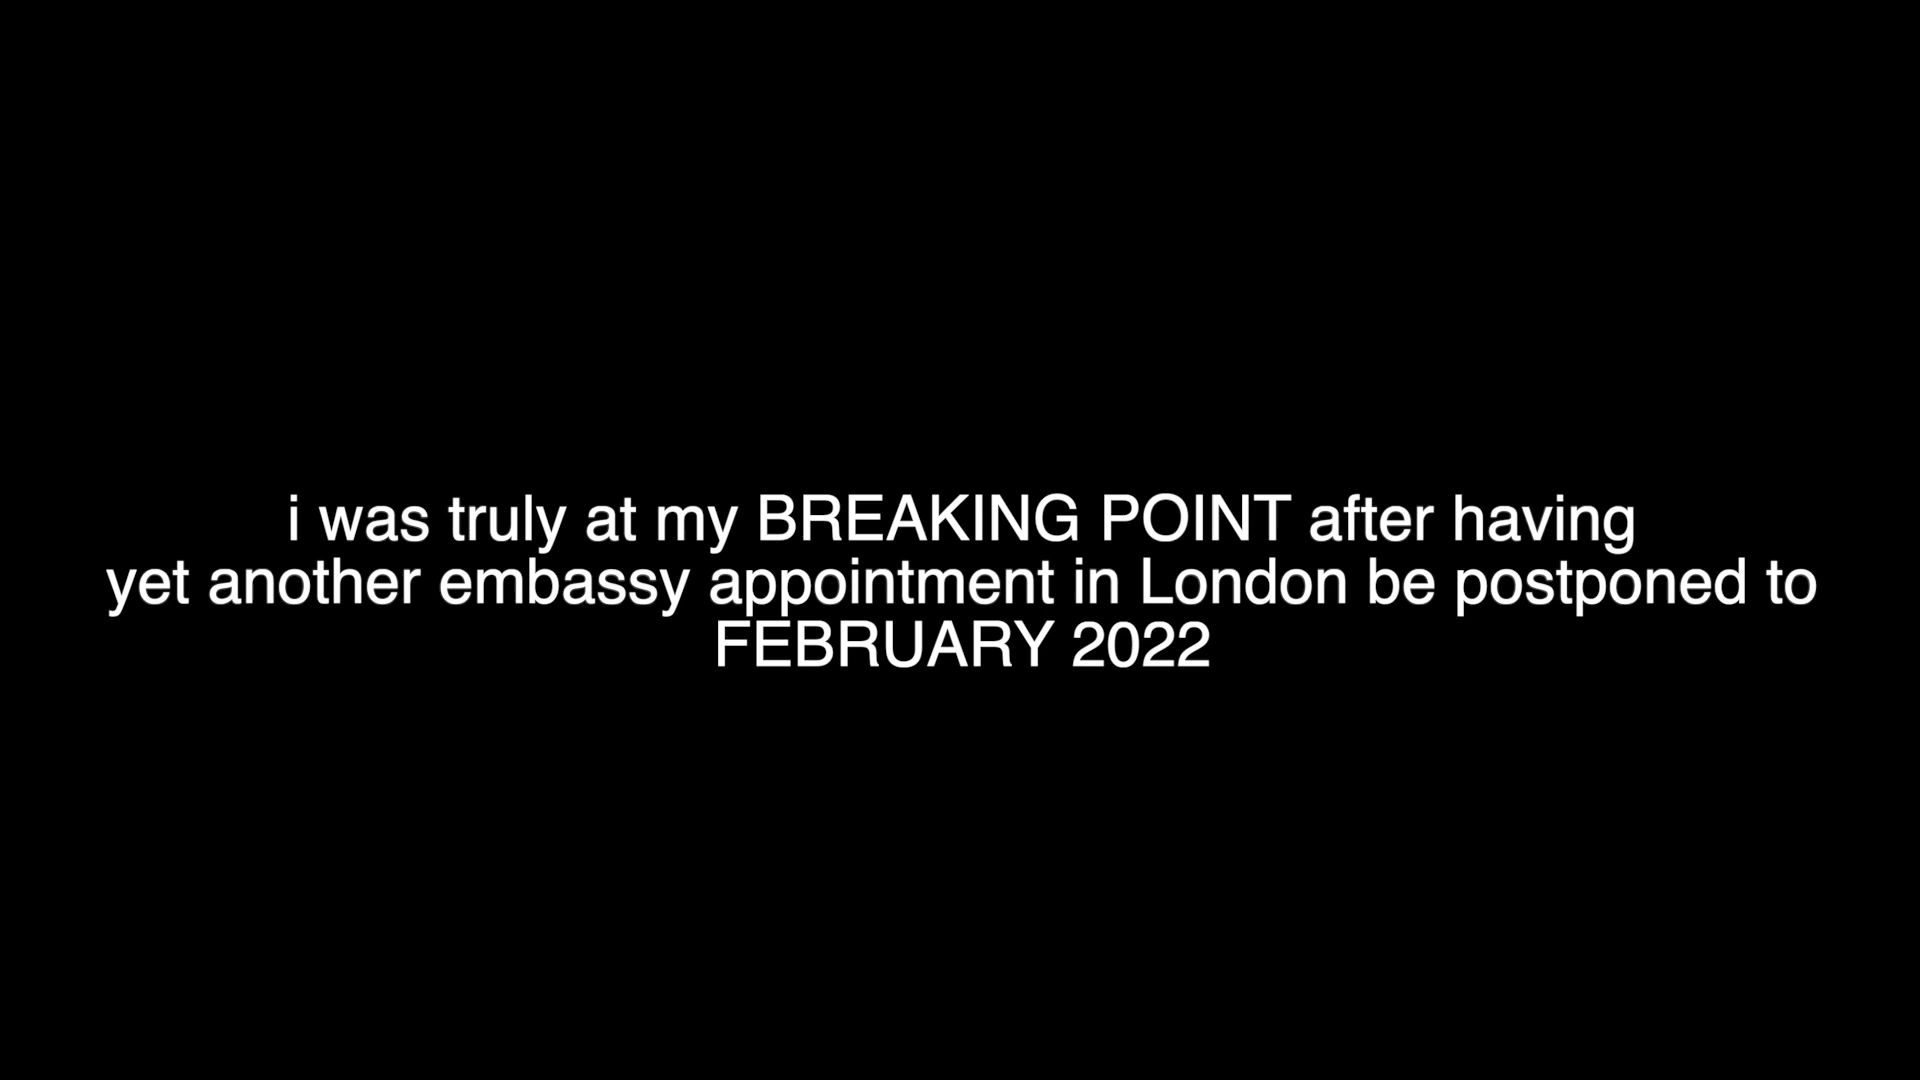 i was truly at my BREAKING POINT after having
yet another embassy appointment in London be postponed to
FEBRUARY 2022